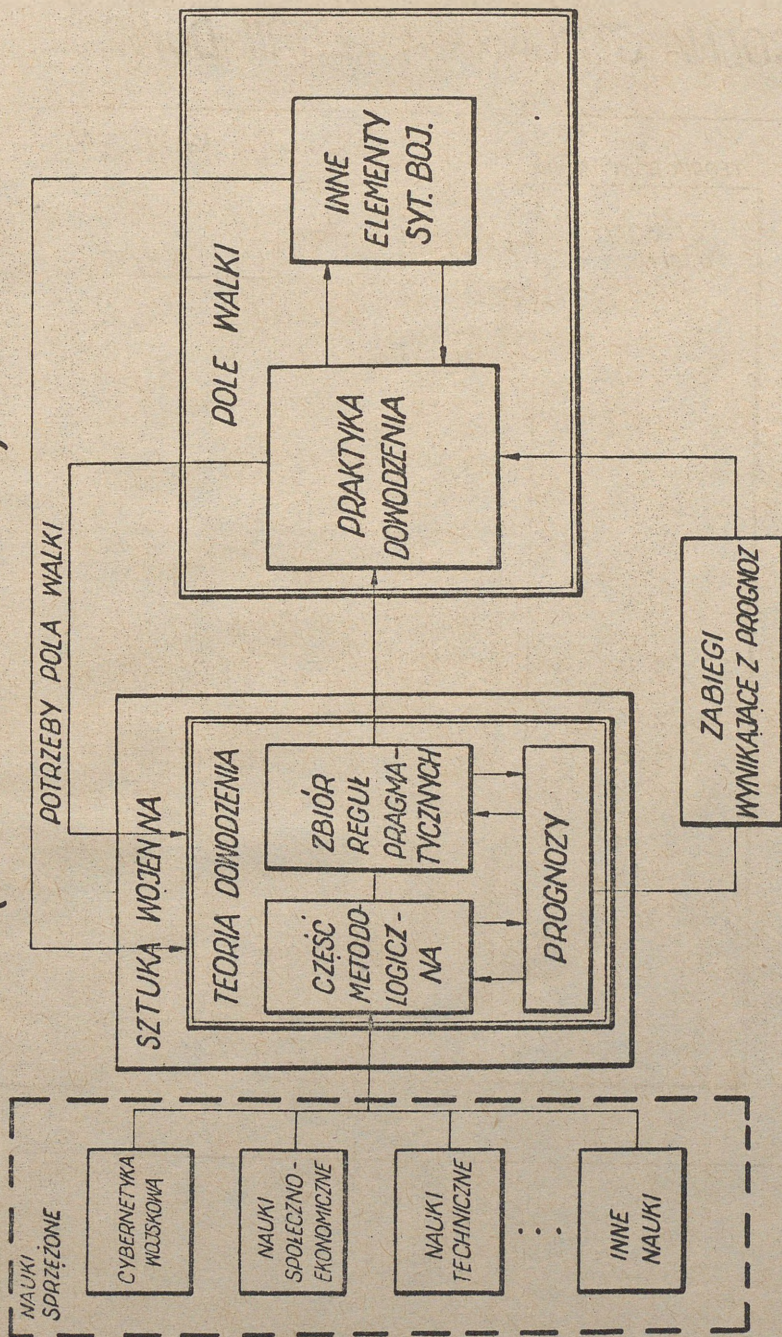 POTRZEBY POLA WALKI
NAUKI
SPRZĘŻONE
CYBERNETYKA
WOJSKOWA
NAUKI
SPOŁECZNO-
EKONOMICZNE
NAUKI
TECHNICZNE
INNE
NAUKI
SZTUKA WOJENNA
TEORIA DOWODZENIA
CZĘŚĆ
METODO-
LOGICZ-
NA
ZBIÓR
REGUŁ
PRAGMA-
TYCZNYCH
PROGNOZY
POLE WALKI
PRAKTYKA
DOWODZENIA
INNE
ELEMENTY
SYT. BOJ.
ZABIEGI
WYNIKAJĄCE Z PROGNOZ